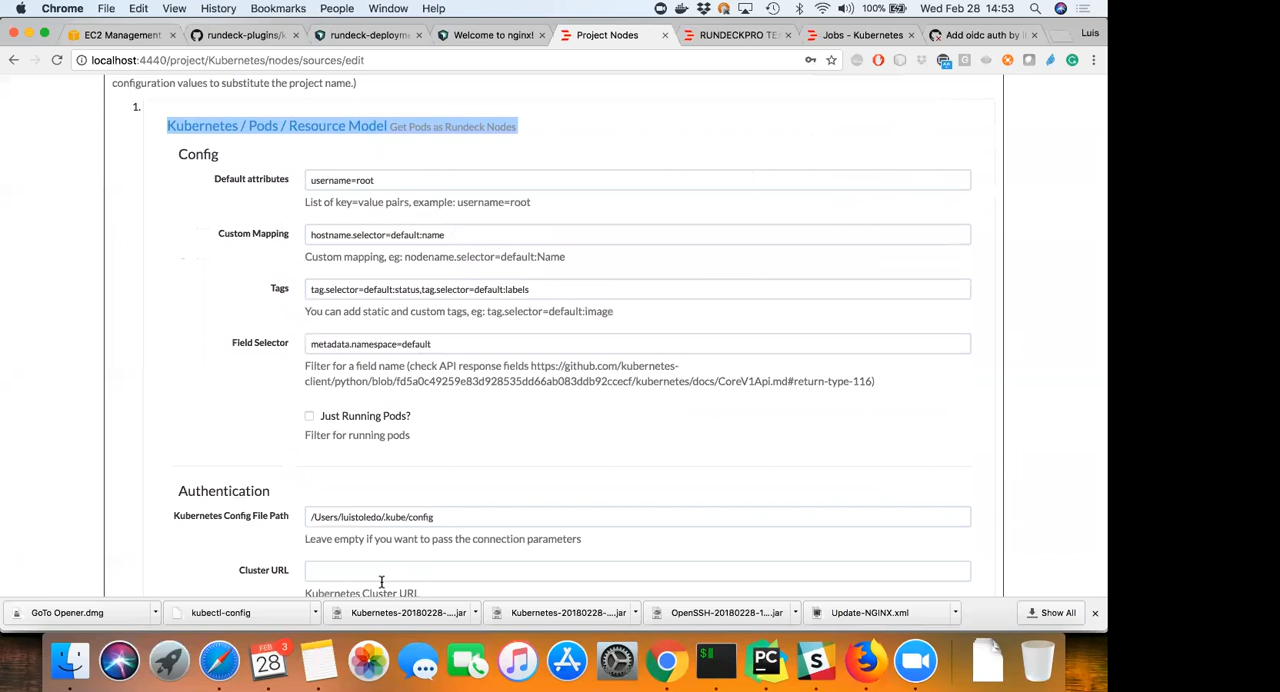 Chrome File Edit View History Bookmarks People Window Help 100% Wed Feb 28 14:53
EC2 Management rundeck-plugins/k rundeck-deployme Welcome to nginx! Project Nodes RUNDECKPRO TE Jobs - Kubernetes Add oidc auth by li Luis
localhost:4440/project/Kubernetes/nodes/sources/edit
configuration values to substitute the project name.)
1.
Kubernetes / Pods / Resource Model Get Pods as Rundeck Nodes
Config
Default attributes username=root
List of key=value pairs, example: username=root
Custom Mapping hostname.selector=default:name
Custom mapping, eg: nodename.selector=default:Name
Tags tag.selector=default:status,tag.selector=default:labels
You can add static and custom tags, eg: tag.selector=default:image
Field Selector metadata.namespace=default
Filter for a field name (check API response fields https://github.com/kubernetes-
client/python/blob/fd5a0c49259e83d928535dd66ab083ddb92ccecf/kubernetes/docs/CoreV1Api.md#return-type-116)
Just Running Pods?
Filter for running pods
Authentication
Kubernetes Config File Path /Users/luistoledo/.kube/config
Leave empty if you want to pass the connection parameters
Cluster URL
Kubernetes Cluster URL
GoTo Opener.dmg kubectl-config Kubernetes-20180228-....jar Kubernetes-20180228-....jar OpenSSH-20180228-1....jar Update-NGINX.xml Show All
FEB 3
28 $ PC S